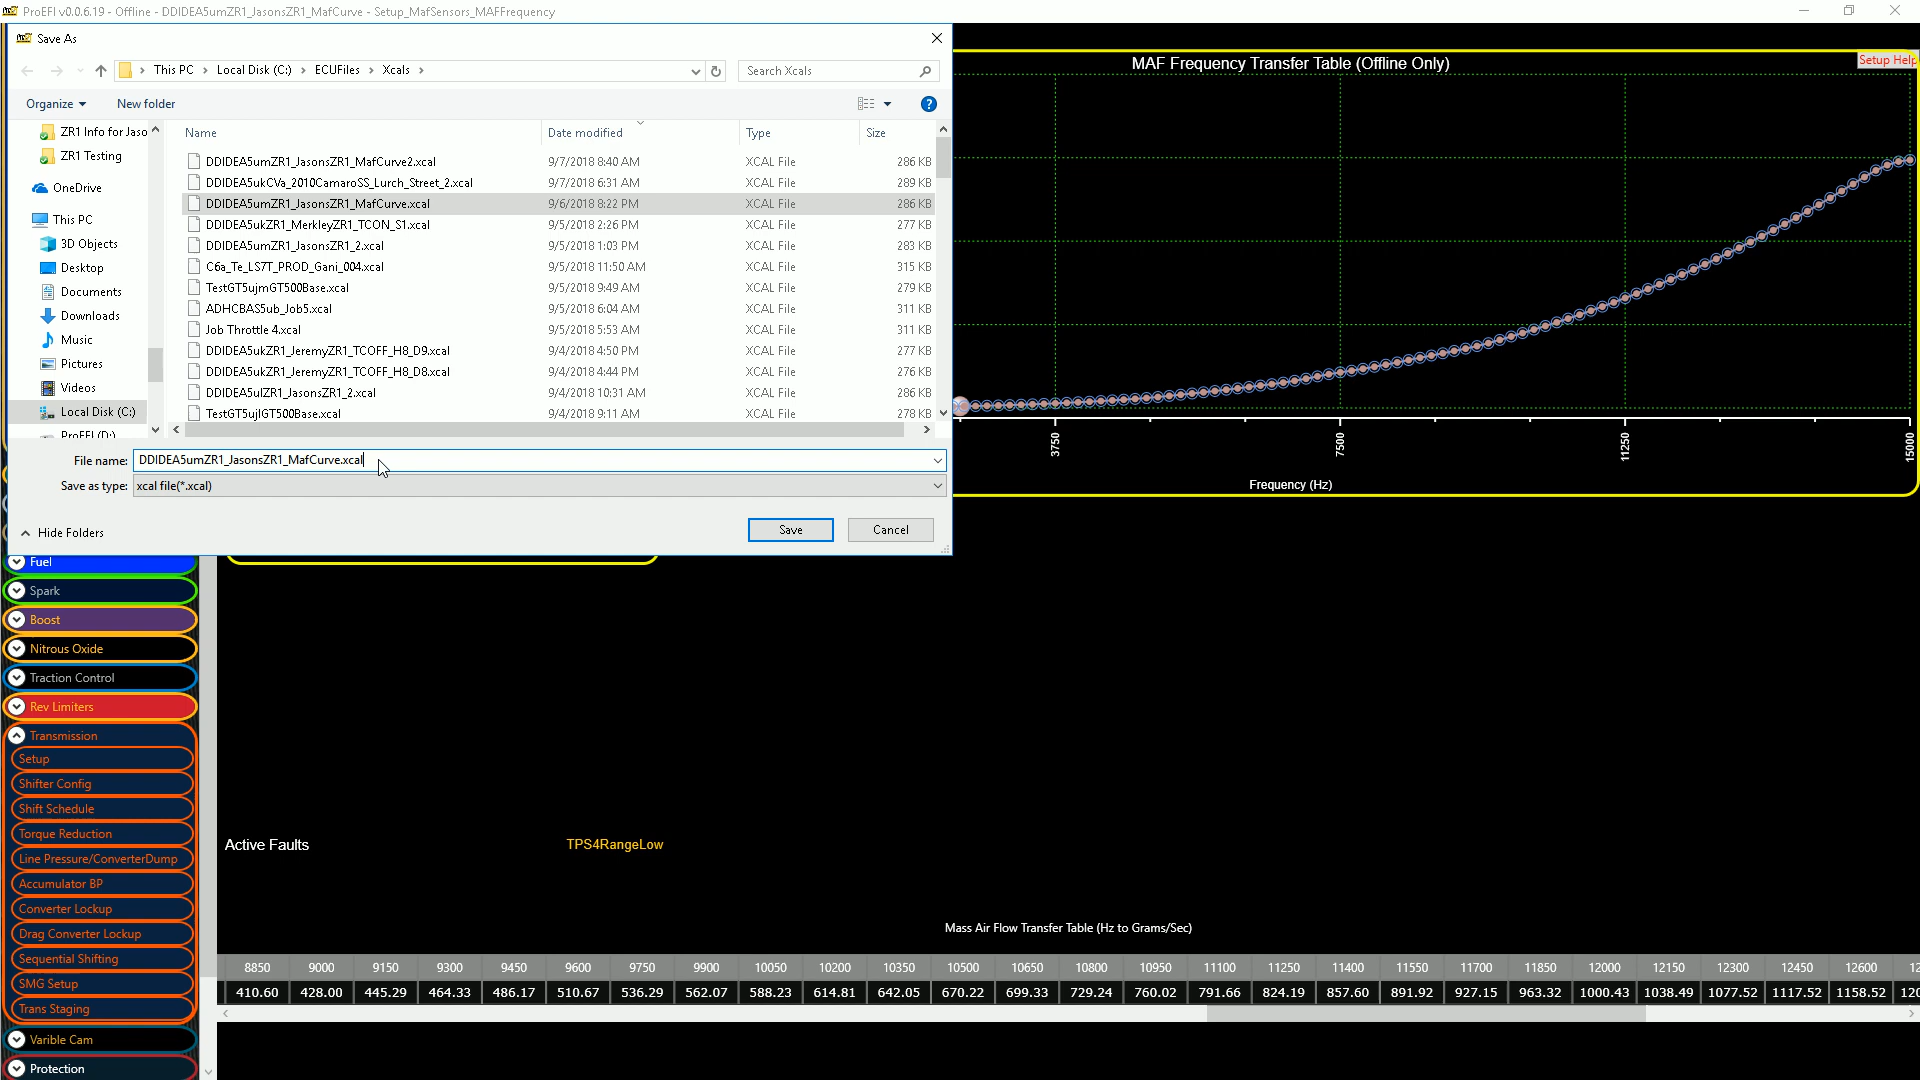 ProEFI v0.0.6.19 - Offline - DDIDEA5umZR1_JasonsZR1_MafCurve - Setup_MafSensors_MAFFrequency
Save As
This PC > Local Disk (C:) > ECUFiles > Xcals >
Search Xcals
Organize
New folder
ZR1 Info for Jaso
ZR1 Testing
OneDrive
This PC
3D Objects
Desktop
Documents
Downloads
Music
Pictures
Videos
Local Disk (C:)
ProEFI (D:)
Name Date modified Type Size
DDIDEA5umZR1_JasonsZR1_MafCurve2.xcal 9/7/2018 8:40 AM XCAL File 286 KB
DDIDEA5ukCVa_2010CamaroSS_Lurch_Street_2.xcal 9/7/2018 6:31 AM XCAL File 289 KB
DDIDEA5umZR1_JasonsZR1_MafCurve.xcal 9/6/2018 8:22 PM XCAL File 286 KB
DDIDEA5ukZR1_MerkleyZR1_TCON_S1.xcal 9/5/2018 2:26 PM XCAL File 277 KB
DDIDEA5umZR1_JasonsZR1_2.xcal 9/5/2018 1:03 PM XCAL File 283 KB
C6a_Te_LS7T_PROD_Gani_004.xcal 9/5/2018 11:50 AM XCAL File 315 KB
TestGT5ujmGT500Base.xcal 9/5/2018 9:49 AM XCAL File 279 KB
ADHCBAS5ub_Job5.xcal 9/5/2018 6:04 AM XCAL File 311 KB
Job Throttle 4.xcal 9/5/2018 5:53 AM XCAL File 311 KB
DDIDEA5ukZR1_JeremyZR1_TCOFF_H8_D9.xcal 9/4/2018 4:50 PM XCAL File 277 KB
DDIDEA5ukZR1_JeremyZR1_TCOFF_H8_D8.xcal 9/4/2018 4:44 PM XCAL File 276 KB
DDIDEA5ulZR1_JasonsZR1_2.xcal 9/4/2018 10:31 AM XCAL File 286 KB
TestGT5ujlGT500Base.xcal 9/4/2018 9:11 AM XCAL File 278 KB
File name: DDIDEA5umZR1_JasonsZR1_MafCurve.xcal
Save as type: xcal file(*.xcal)
Hide Folders
Save
Cancel
MAF Frequency Transfer Table (Offline Only)
Setup Help
3750 7500 11250 15000
Frequency (Hz)
Fuel
Spark
Boost
Nitrous Oxide
Traction Control
Rev Limiters
Transmission
Setup
Shifter Config
Shift Schedule
Torque Reduction
Line Pressure/ConverterDump
Accumulator BP
Converter Lockup
Drag Converter Lockup
Sequential Shifting
SMG Setup
Trans Staging
Varible Cam
Protection
Active Faults
TPS4RangeLow
Mass Air Flow Transfer Table (Hz to Grams/Sec)
8850 9000 9150 9300 9450 9600 9750 9900 10050 10200 10350 10500 10650 10800 10950 11100 11250 11400 11550 11700 11850 12000 12150 12300 12450 12600 12
410.60 428.00 445.29 464.33 486.17 510.67 536.29 562.07 588.23 614.81 642.05 670.22 699.33 729.24 760.02 791.66 824.19 857.60 891.92 927.15 963.32 1000.43 1038.49 1077.52 1117.52 1158.52 120